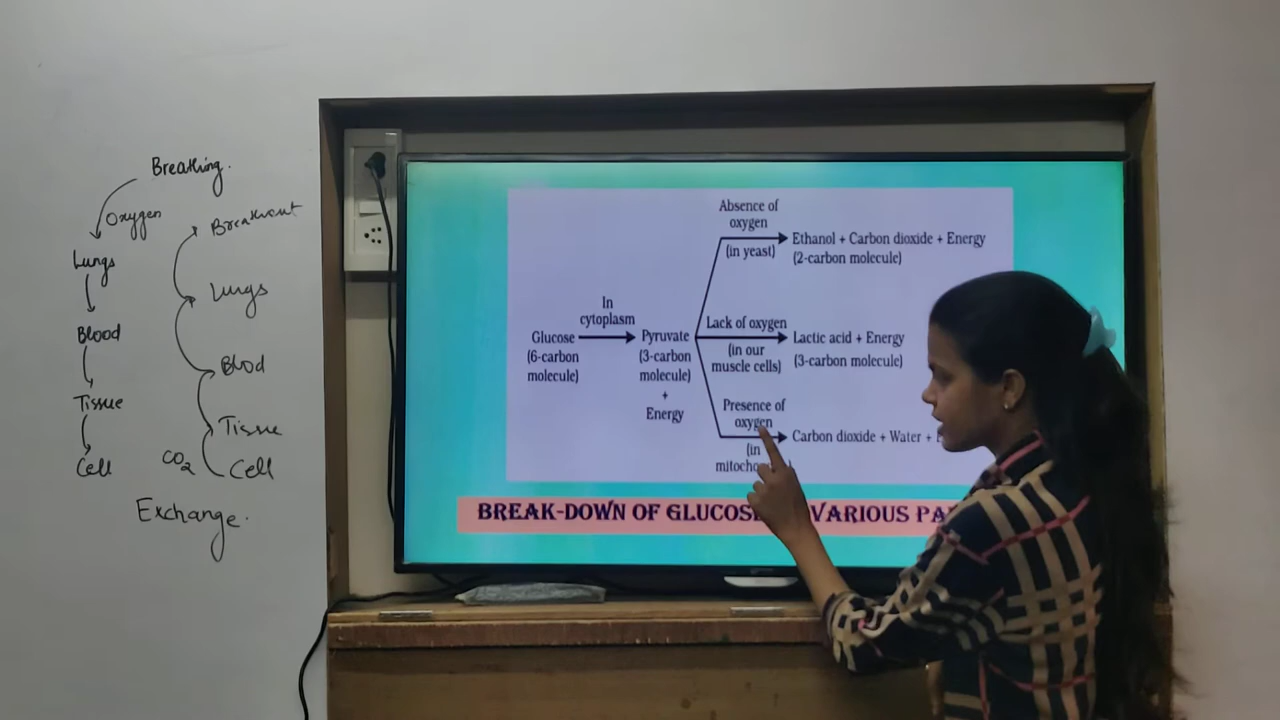 Breathing.
Oxygen
Lungs
Blood
Tissue
Cell
Breathout
Lungs
Blood
Tissue
CO2 Cell
Exchange.
Absence of
oxygen
(in yeast)
Ethanol + Carbon dioxide + Energy
(2-carbon molecule)
In
cytoplasm
Glucose
(6-carbon
molecule)
Pyruvate
(3-carbon
molecule)
+
Energy
Lack of oxygen
(in our
muscle cells)
Lactic acid + Energy
(3-carbon molecule)
Presence of
oxygen
(in
Carbon dioxide + Water +
BREAK-DOWN OF VARIOUS